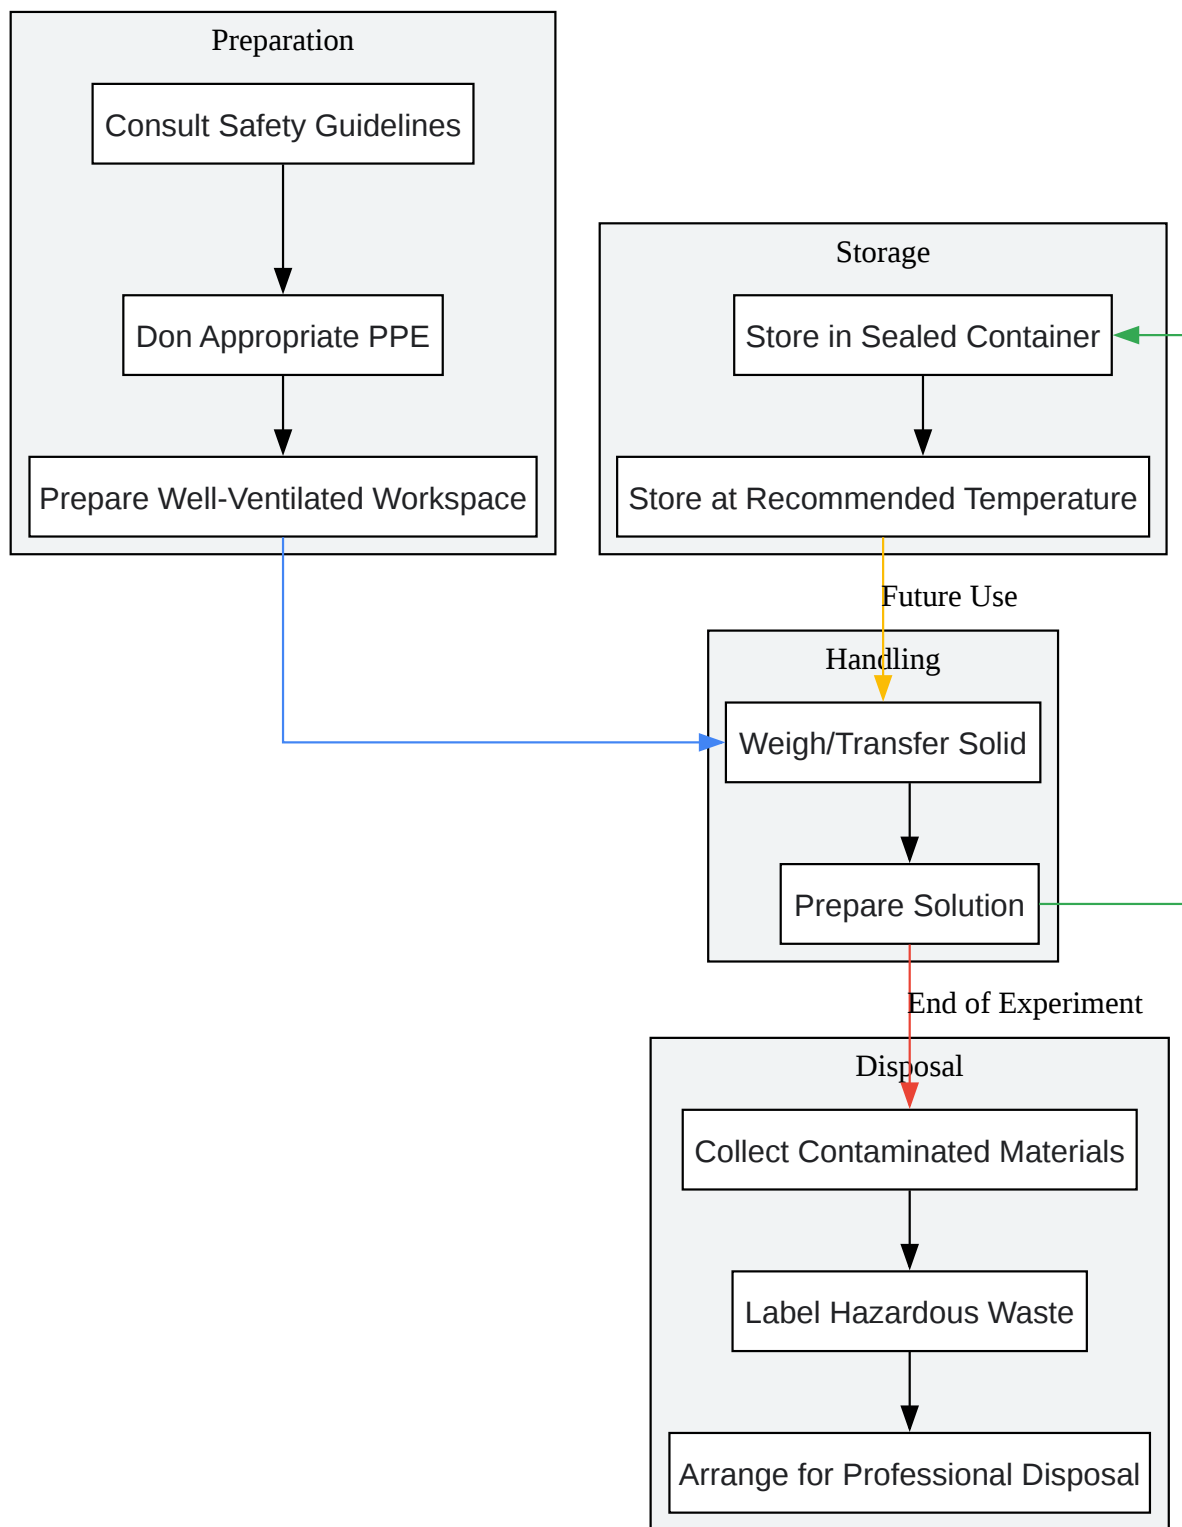 Preparation
Consult Safety Guidelines
Don Appropriate PPE
Prepare Well-Ventilated Workspace
Storage
Store in Sealed Container
Store at Recommended Temperature
Future Use
Handling
Weigh/Transfer Solid
Prepare Solution
End of Experiment
Disposal
Collect Contaminated Materials
Label Hazardous Waste
Arrange for Professional Disposal